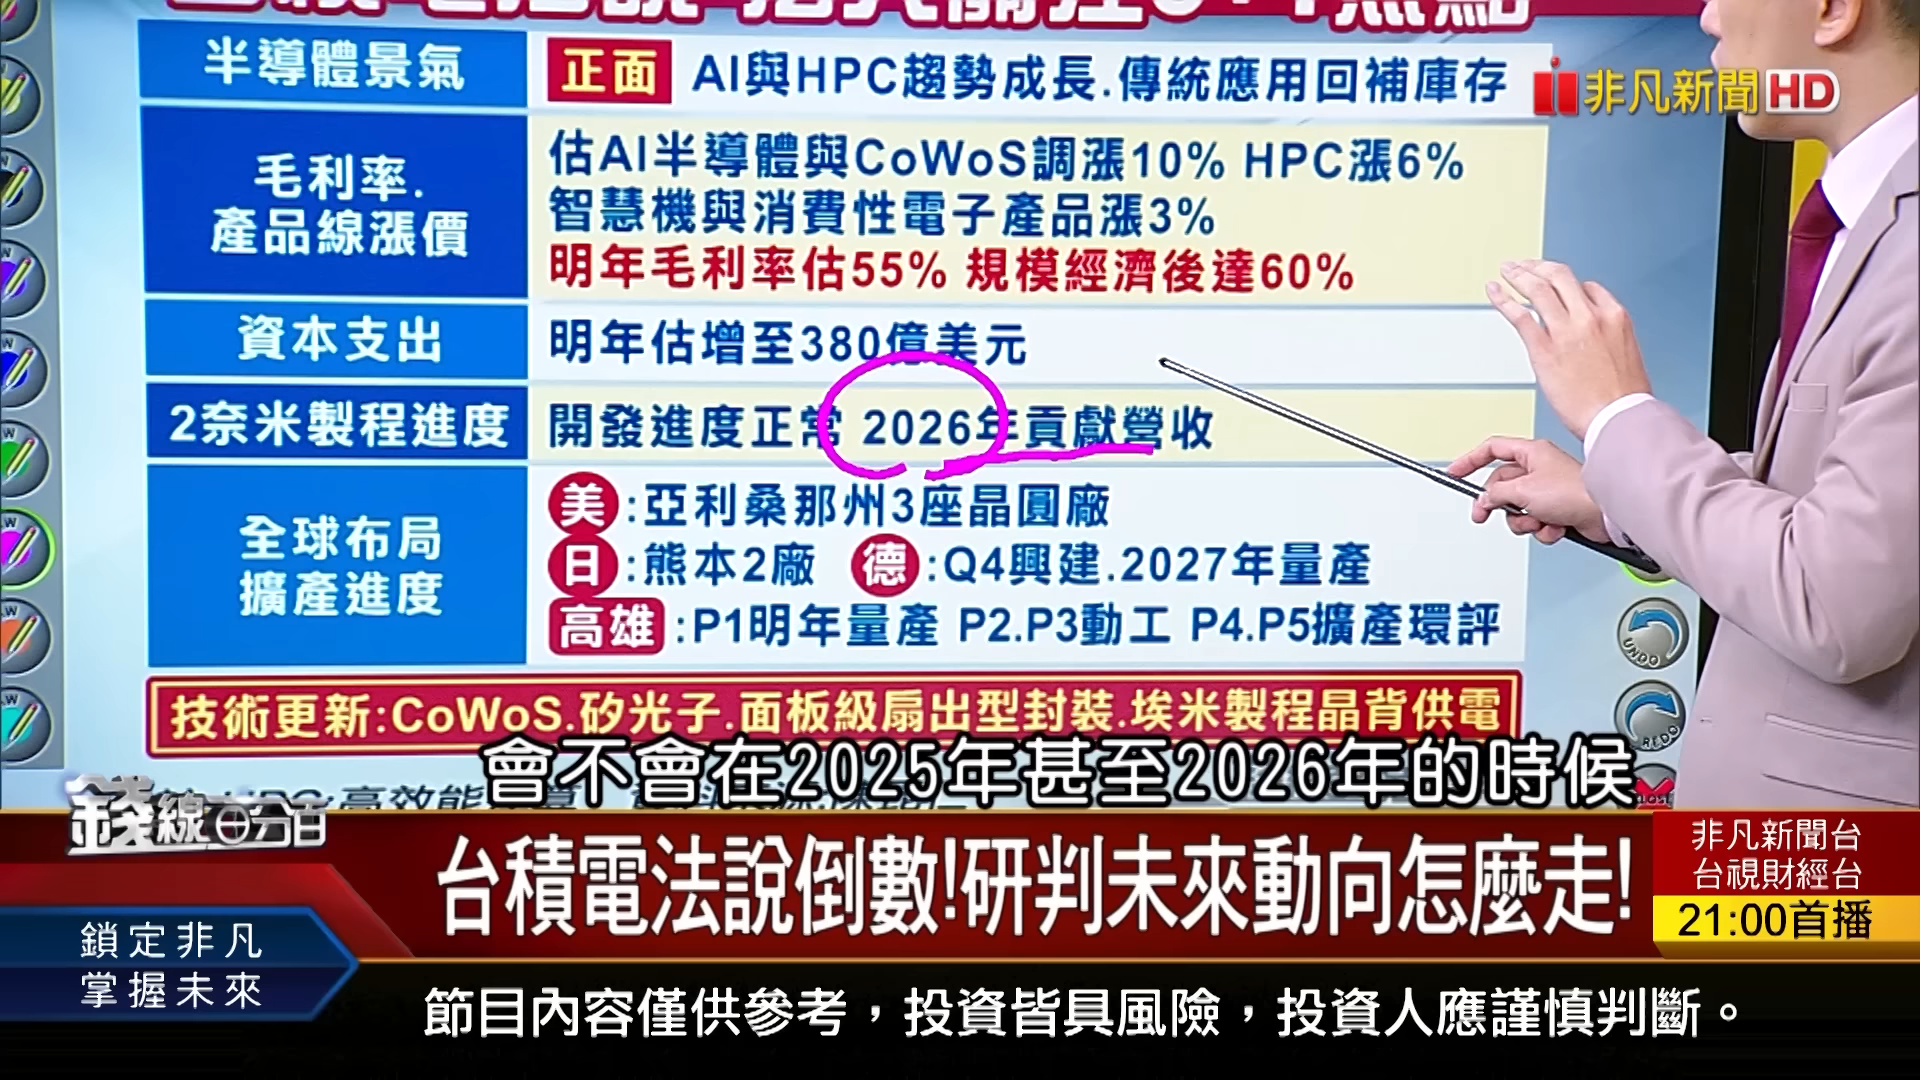 半導體景氣
正面 AI與HPC趨勢成長.傳統應用回補庫存
非凡新聞HD
毛利率.
產品線漲價
估AI半導體與CoWoS調漲10% HPC漲6%
智慧機與消費性電子產品漲3%
明年毛利率估55% 規模經濟後達60%
資本支出
明年估增至380億美元
2奈米製程進度
開發進度正常 2026年貢獻營收
全球布局
擴產進度
美:亞利桑那州3座晶圓廠
日:熊本2廠 德:Q4興建.2027年量產
高雄:P1明年量產 P2.P3動工 P4.P5擴產環評
UNDO
REDO
CLOSE
技術更新:CoWoS.矽光子.面板級扇出型封裝.埃米製程晶背供電
會不會在2025年甚至2026年的時候
錢線百分百
台積電法說倒數!研判未來動向怎麼走!
非凡新聞台
台視財經台
21:00首播
鎖定非凡
掌握未來
節目內容僅供參考，投資皆具風險，投資人應謹慎判斷。